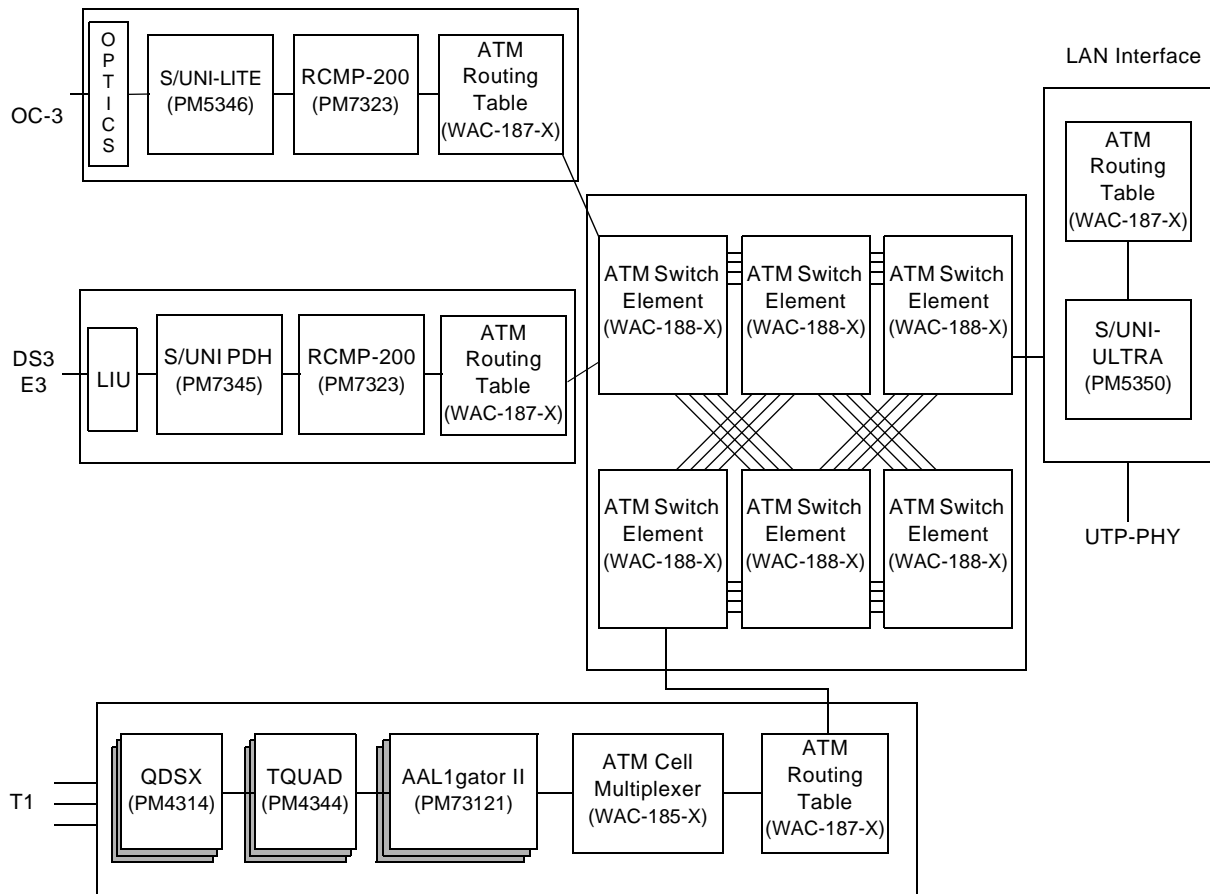 OC-3
O
P
T
I
C
S
S/UNI-LITE
(PM5346)
RCMP-200
(PM7323)
ATM
Routing
Table
(WAC-187-X)
LAN Interface
ATM
Routing
Table
(WAC-187-X)
S/UNI-
ULTRA
(PM5350)
UTP-PHY
DS3
E3
LIU
S/UNI PDH
(PM7345)
RCMP-200
(PM7323)
ATM
Routing
Table
(WAC-187-X)
ATM Switch
Element
(WAC-188-X)
ATM Switch
Element
(WAC-188-X)
ATM Switch
Element
(WAC-188-X)
ATM Switch
Element
(WAC-188-X)
ATM Switch
Element
(WAC-188-X)
ATM Switch
Element
(WAC-188-X)
T1
QDSX
(PM4314)
TQUAD
(PM4344)
AAL1gator II
(PM73121)
ATM Cell
Multiplexer
(WAC-185-X)
ATM
Routing
Table
(WAC-187-X)